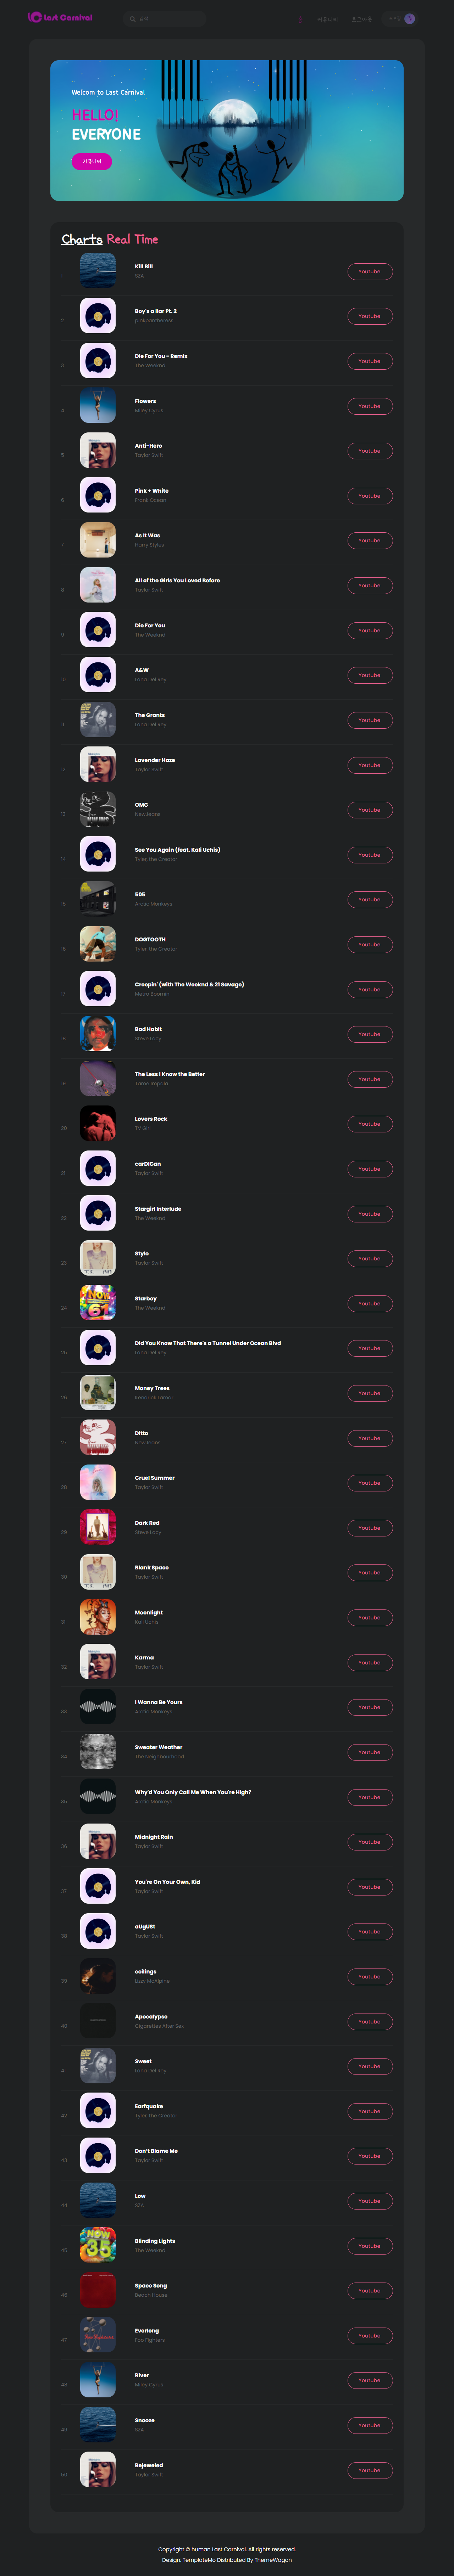 Last Carnival
검색
홈
커뮤니티
로그아웃
Welcom to Last Carnival
HELLO!
EVERYONE
커뮤니티
Charts Real Time
1
Kill Bill
SZA
Youtube
2
Boy's a liar Pt. 2
pinkpantheress
Youtube
3
Die For You - Remix
The Weeknd
Youtube
4
Flowers
Miley Cyrus
Youtube
5
Anti-Hero
Taylor Swift
Youtube
6
Pink + White
Frank Ocean
Youtube
7
As It Was
Harry Styles
Youtube
8
All of the Girls You Loved Before
Taylor Swift
Youtube
9
Die For You
The Weeknd
Youtube
10
A&W
Lana Del Rey
Youtube
11
The Grants
Lana Del Rey
Youtube
12
Lavender Haze
Taylor Swift
Youtube
13
OMG
NewJeans
Youtube
14
See You Again (feat. Kali Uchis)
Tyler, the Creator
Youtube
15
505
Arctic Monkeys
Youtube
16
DOGTOOTH
Tyler, the Creator
Youtube
17
Creepin' (with The Weeknd & 21 Savage)
Metro Boomin
Youtube
18
Bad Habit
Steve Lacy
Youtube
19
The Less I Know the Better
Tame Impala
Youtube
20
Lovers Rock
TV Girl
Youtube
21
carDIGan
Taylor Swift
Youtube
22
Stargirl Interlude
The Weeknd
Youtube
23
Style
Taylor Swift
Youtube
24
Starboy
The Weeknd
Youtube
25
Did You Know That There's a Tunnel Under Ocean Blvd
Lana Del Rey
Youtube
26
Money Trees
Kendrick Lamar
Youtube
27
Ditto
NewJeans
Youtube
28
Cruel Summer
Taylor Swift
Youtube
29
Dark Red
Steve Lacy
Youtube
30
Blank Space
Taylor Swift
Youtube
31
Moonlight
Kali Uchis
Youtube
32
Karma
Taylor Swift
Youtube
33
I Wanna Be Yours
Arctic Monkeys
Youtube
34
Sweater Weather
The Neighbourhood
Youtube
35
Why'd You Only Call Me When You're High?
Arctic Monkeys
Youtube
36
Midnight Rain
Taylor Swift
Youtube
37
You're On Your Own, Kid
Taylor Swift
Youtube
38
aUgUSt
Taylor Swift
Youtube
39
ceilings
Lizzy McAlpine
Youtube
40
Apocalypse
Cigarettes After Sex
Youtube
41
Sweet
Lana Del Rey
Youtube
42
Earfquake
Tyler, the Creator
Youtube
43
Don't Blame Me
Taylor Swift
Youtube
44
Low
SZA
Youtube
45
Blinding Lights
The Weeknd
Youtube
46
Space Song
Beach House
Youtube
47
Everlong
Foo Fighters
Youtube
48
River
Miley Cyrus
Youtube
49
Snooze
SZA
Youtube
50
Bejeweled
Taylor Swift
Youtube
Copyright © human Last Carnival. All rights reserved.
Design: TemplateMo Distributed By ThemeWagon